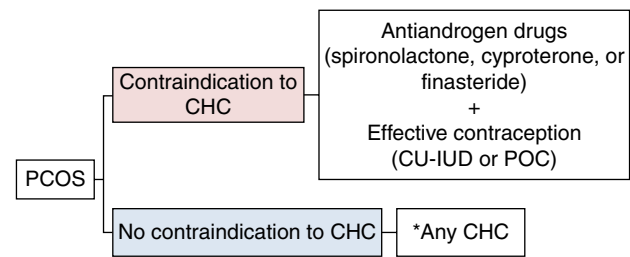 PCOS
Contraindication to
CHC
Antiandrogen drugs
(spironolactone, cyproterone, or
finasteride)
+
Effective contraception
(CU-IUD or POC)
No contraindication to CHC
*Any CHC